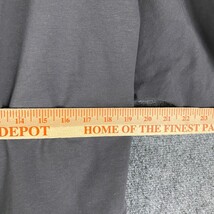 14 15 16 17 18 19 20 21 22 23
DEPOT HOME OF THE FINEST PA